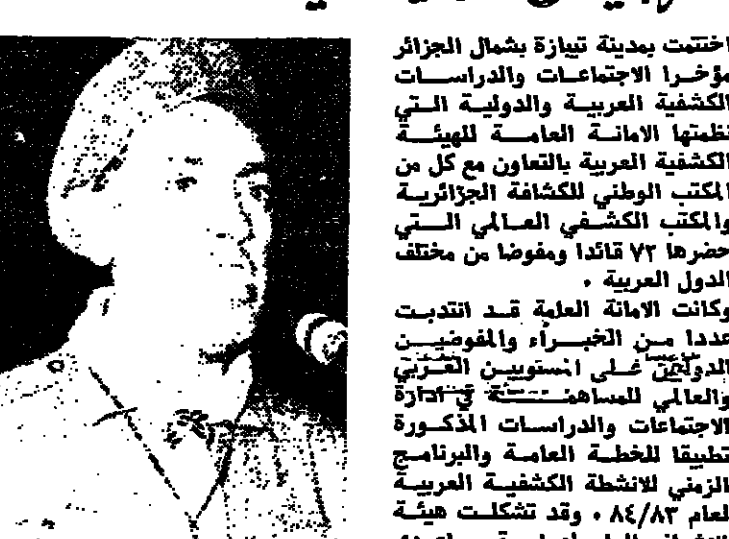 اختتمت بمدينة تيبازة بشمال الجزائر
مؤخرا الاجتماعات والدراسات
الكشفية العربية والدولية التي
نظمتها الامانة العامة للهيئة
الكشفية العربية بالتعاون مع كل من
المكتب الوطني للكشافة الجزائرية
والمكتب الكشفي العالمي التي
حضرها ٧٢ قائدا ومفوضا من مختلف
الدول العربية .
وكانت الامانة العامة قد انتدبت
عددا من الخبراء والمفوضين
الدوليين على المستويين العربي
والعالمي للمساهمة في ادارة
الاجتماعات والدراسات المذكورة
تطبيقا للخطة العامة والبرنامج
الزمني للانشطة الكشفية العربية
لعام ٨٤/٨٣ . وقد تشكلت هيئة